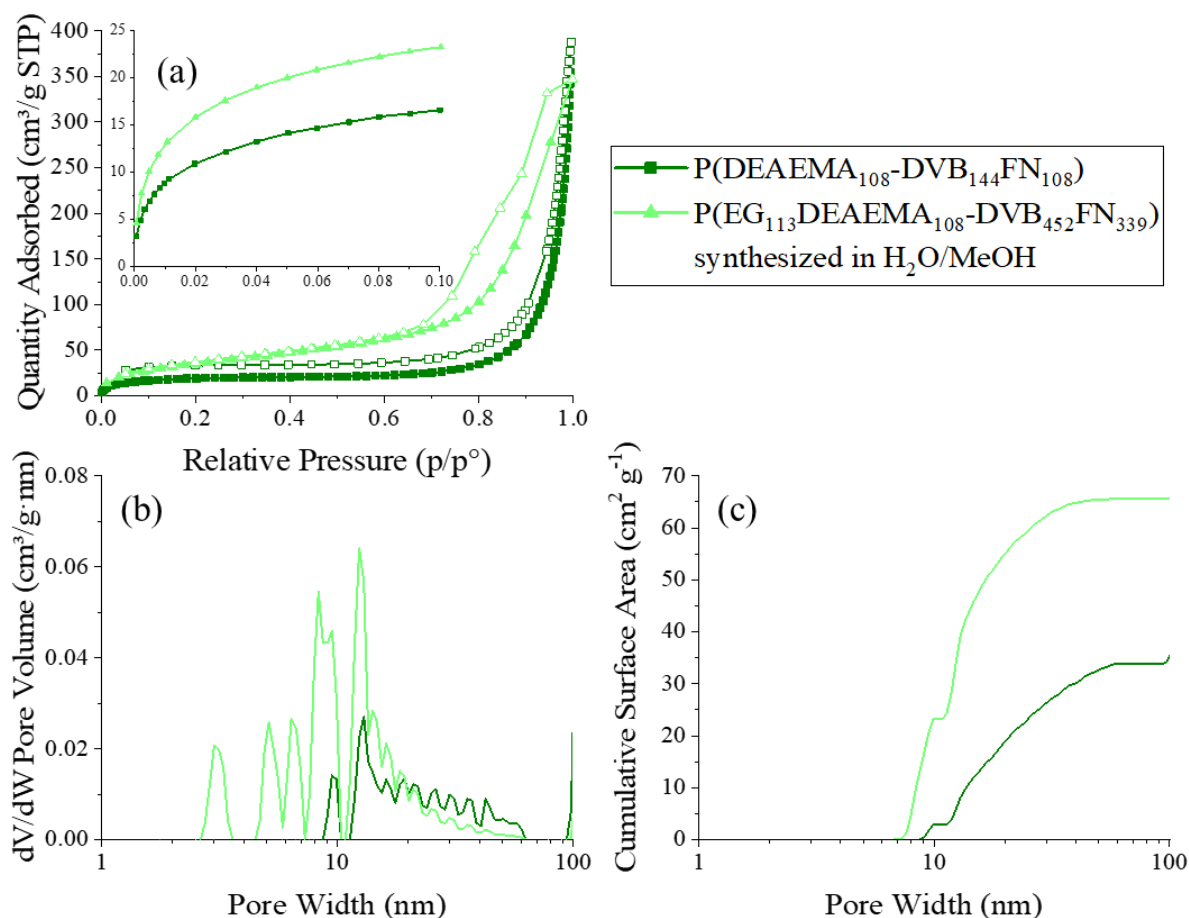 (a)
Quantity Adsorbed (cm³/g STP)
400
350
300
250
200
150
100
50
0
25
20
15
10
5
0
0.00 0.02 0.04 0.06 0.08 0.10
0.0 0.2 0.4 0.6 0.8 1.0
Relative Pressure (p/p°)
P(DEAEMA₁₀₈-DVB₁₄₄FN₁₀₈)
P(EG₁₁₃DEAEMA₁₀₈-DVB₄₅₂FN₃₃₉)
synthesized in H₂O/MeOH
(b)
dV/dW Pore Volume (cm³/g·nm)
0.08
0.06
0.04
0.02
0.00
1 10 100
Pore Width (nm)
(c)
Cumulative Surface Area (cm² g⁻¹)
70
60
50
40
30
20
10
0
1 10 100
Pore Width (nm)